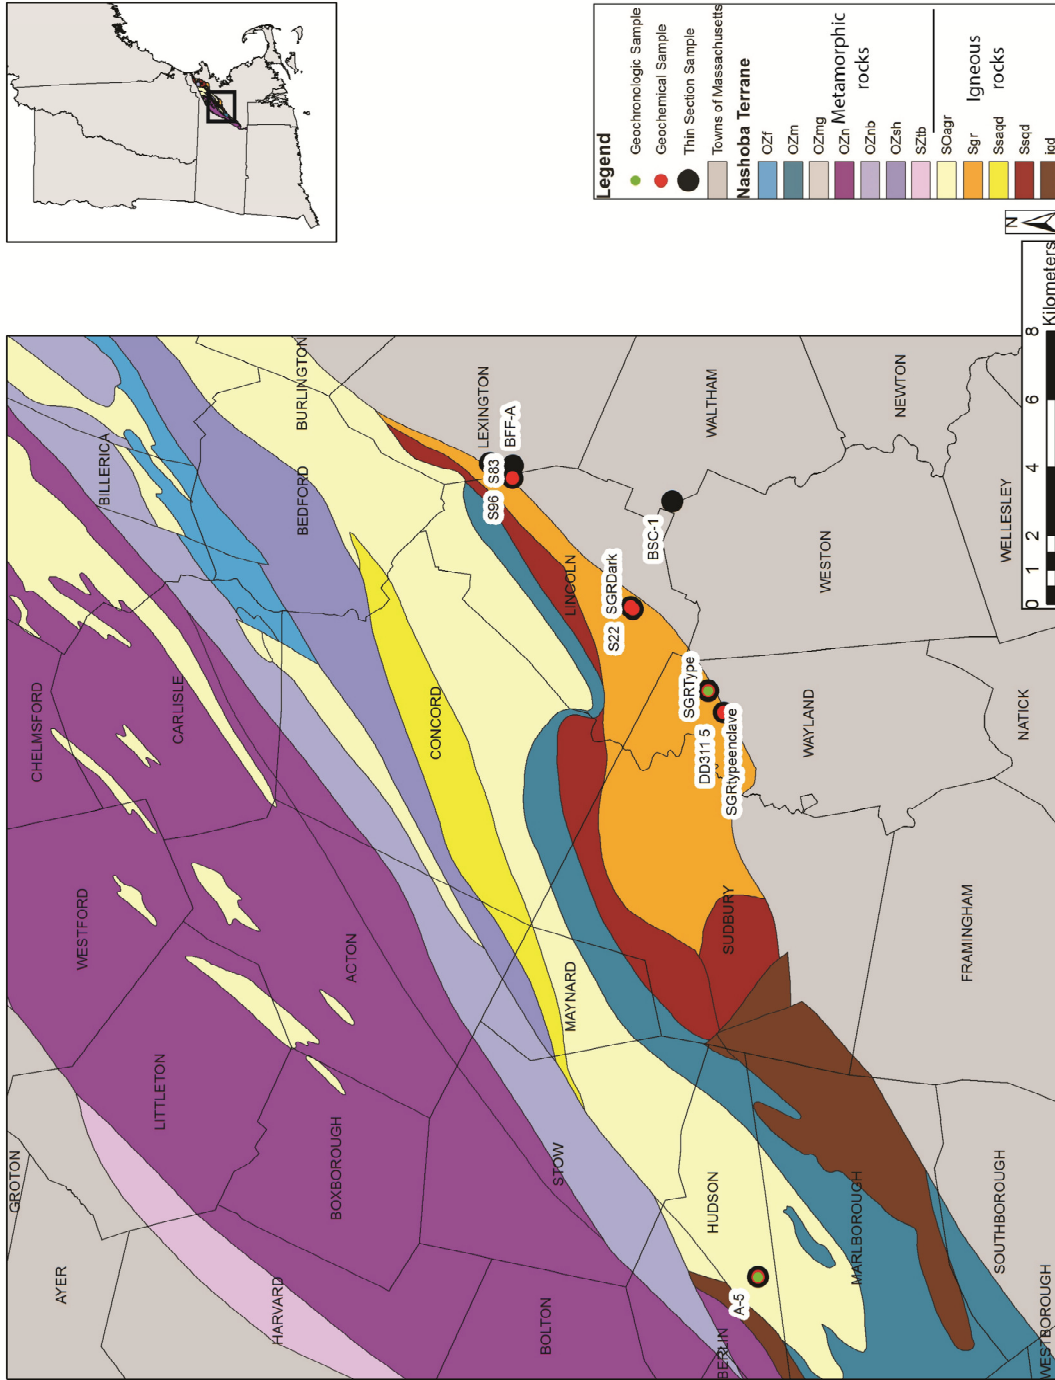 GROTON
AYER
HARVARD
LITTLETON
BOXBOROUGH
BOLTON
BERLIN
WESTFORD
ACTON
STOW
CHELMSFORD
CARLISLE
CONCORD
MAYNARD
HUDSON
MARLBOROUGH
SOUTHBOROUGH
WESTBOROUGH
BILLERICA
BEDFORD
BURLINGTON
LEXINGTON
LINCOLN
SUDBURY
WAYLAND
FRAMINGHAM
NATICK
WALTHAM
WESTON
NEWTON
WELLESLEY
A-5
S96
S83
BFF-A
BSC-1
S22
SGRDark
SGRType
DD311 5
SGRtypeenclave
Legend
Geochronologic Sample
Geochemical Sample
Thin Section Sample
Towns of Massachusetts
Nashoba Terrane
OZf
OZm
OZmg
OZn
OZnb
OZsh
SZtb
Metamorphic
rocks
SOagr
Sgr
Ssaqd
Ssqd
ipd
Igneous
rocks
N
0 1 2 4 6 8
Kilometers